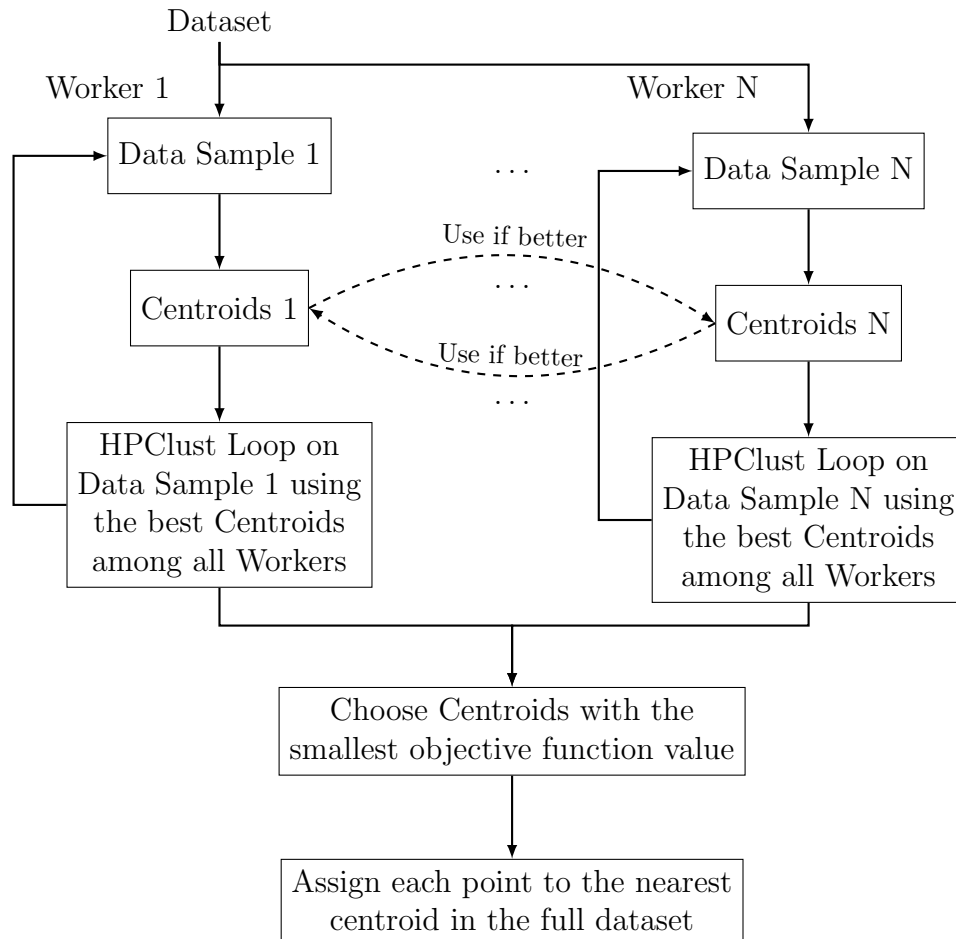 Dataset
Worker 1
Worker N
Data Sample 1
. . .
Data Sample N
Use if better
Centroids 1
. . .
Centroids N
Use if better
. . .
HPClust Loop on
Data Sample 1 using
the best Centroids
among all Workers
HPClust Loop on
Data Sample N using
the best Centroids
among all Workers
Choose Centroids with the
smallest objective function value
Assign each point to the nearest
centroid in the full dataset